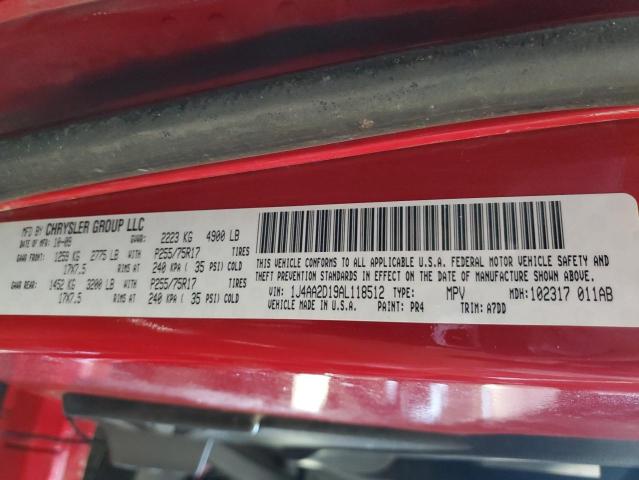 MFD BY CHRYSLER GROUP LLC
DATE OF MFR: 10-09 GVWR: 2223 KG 4900 LB
GAWR FRONT: 1259 KG 2775 LB WITH P255/75R17 TIRES
17X7.5 RIMS AT 240 KPA ( 35 PSI) COLD
GAWR REAR: 1452 KG 3200 LB WITH P255/75R17 TIRES
17X7.5 RIMS AT 240 KPA ( 35 PSI) COLD
THIS VEHICLE CONFORMS TO ALL APPLICABLE U.S.A. FEDERAL MOTOR VEHICLE SAFETY AND
THEFT PREVENTION STANDARDS IN EFFECT ON THE DATE OF MANUFACTURE SHOWN ABOVE.
VIN: 1J4AA2D19AL118512 TYPE: MPV MDH: 102317 011AB
VEHICLE MADE IN U.S.A. PAINT: PR4 TRIM: A7DD